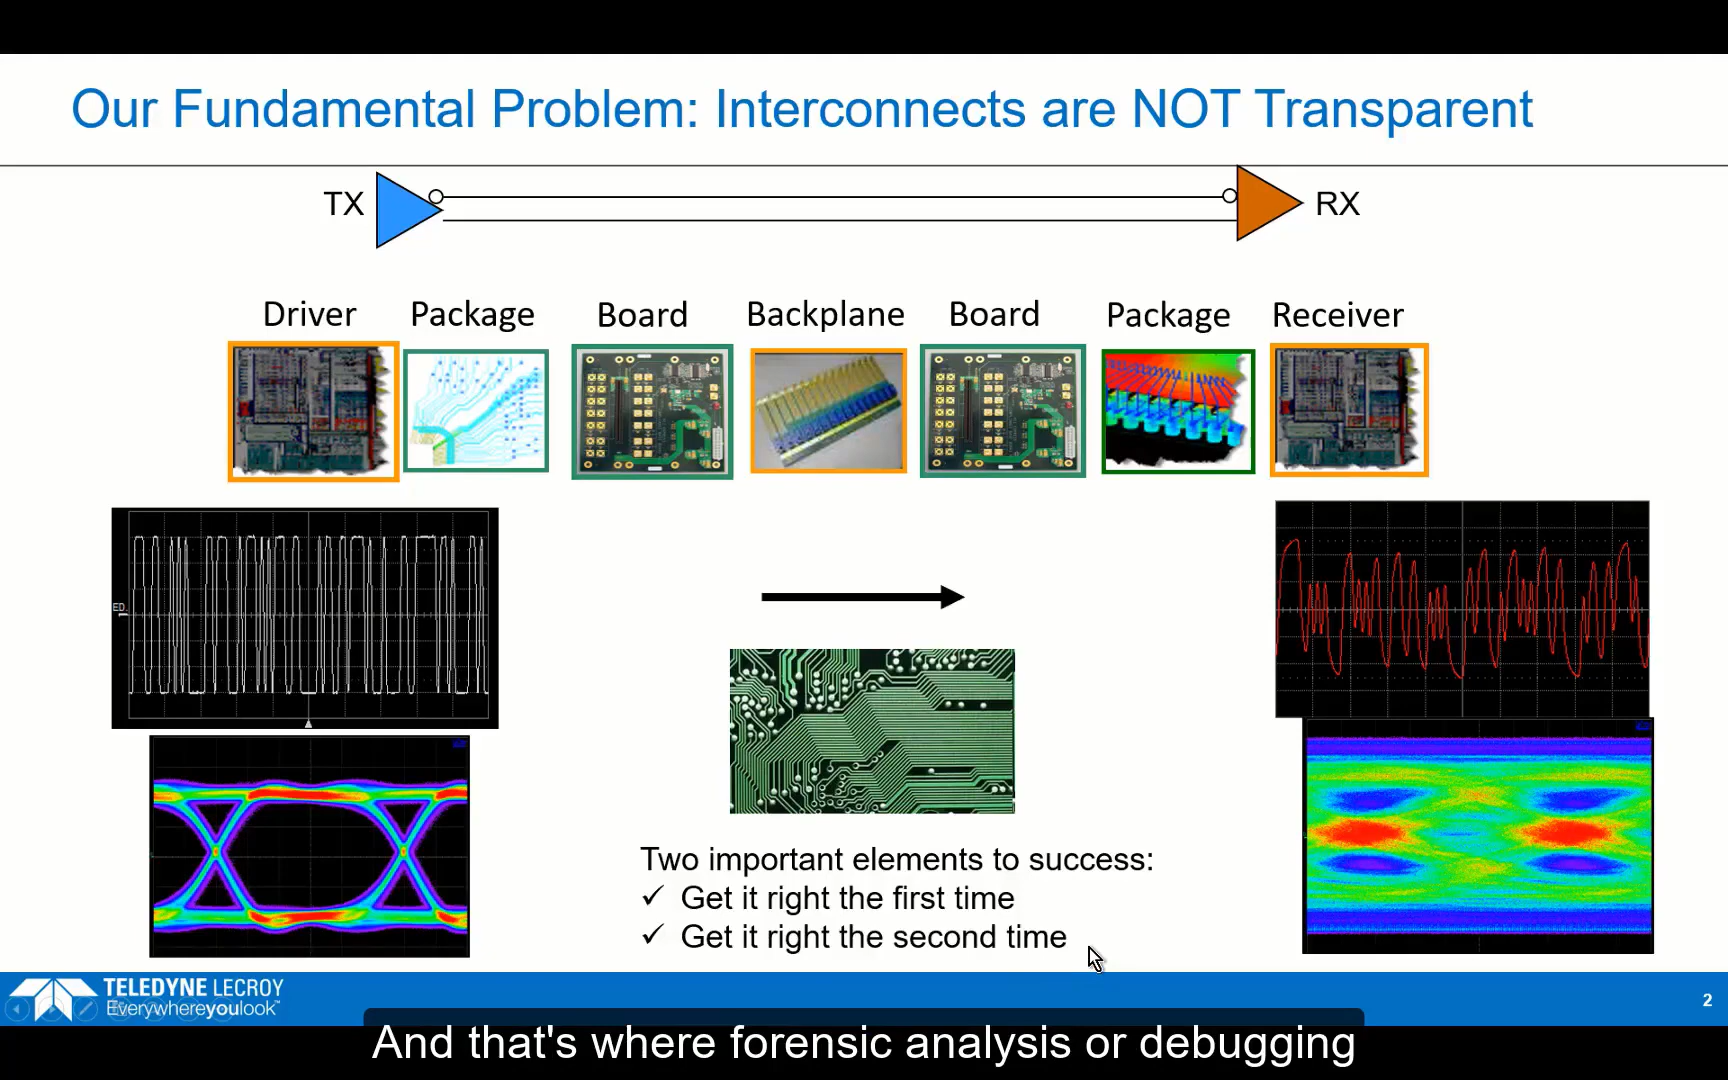 Our Fundamental Problem: Interconnects are NOT Transparent
TX
RX
Driver
Package
Board
Backplane
Board
Package
Receiver
ED
Two important elements to success:
✓ Get it right the first time
✓ Get it right the second time
TELEDYNE LECROY
Everywhereyoulook™
2
And that's where forensic analysis or debugging